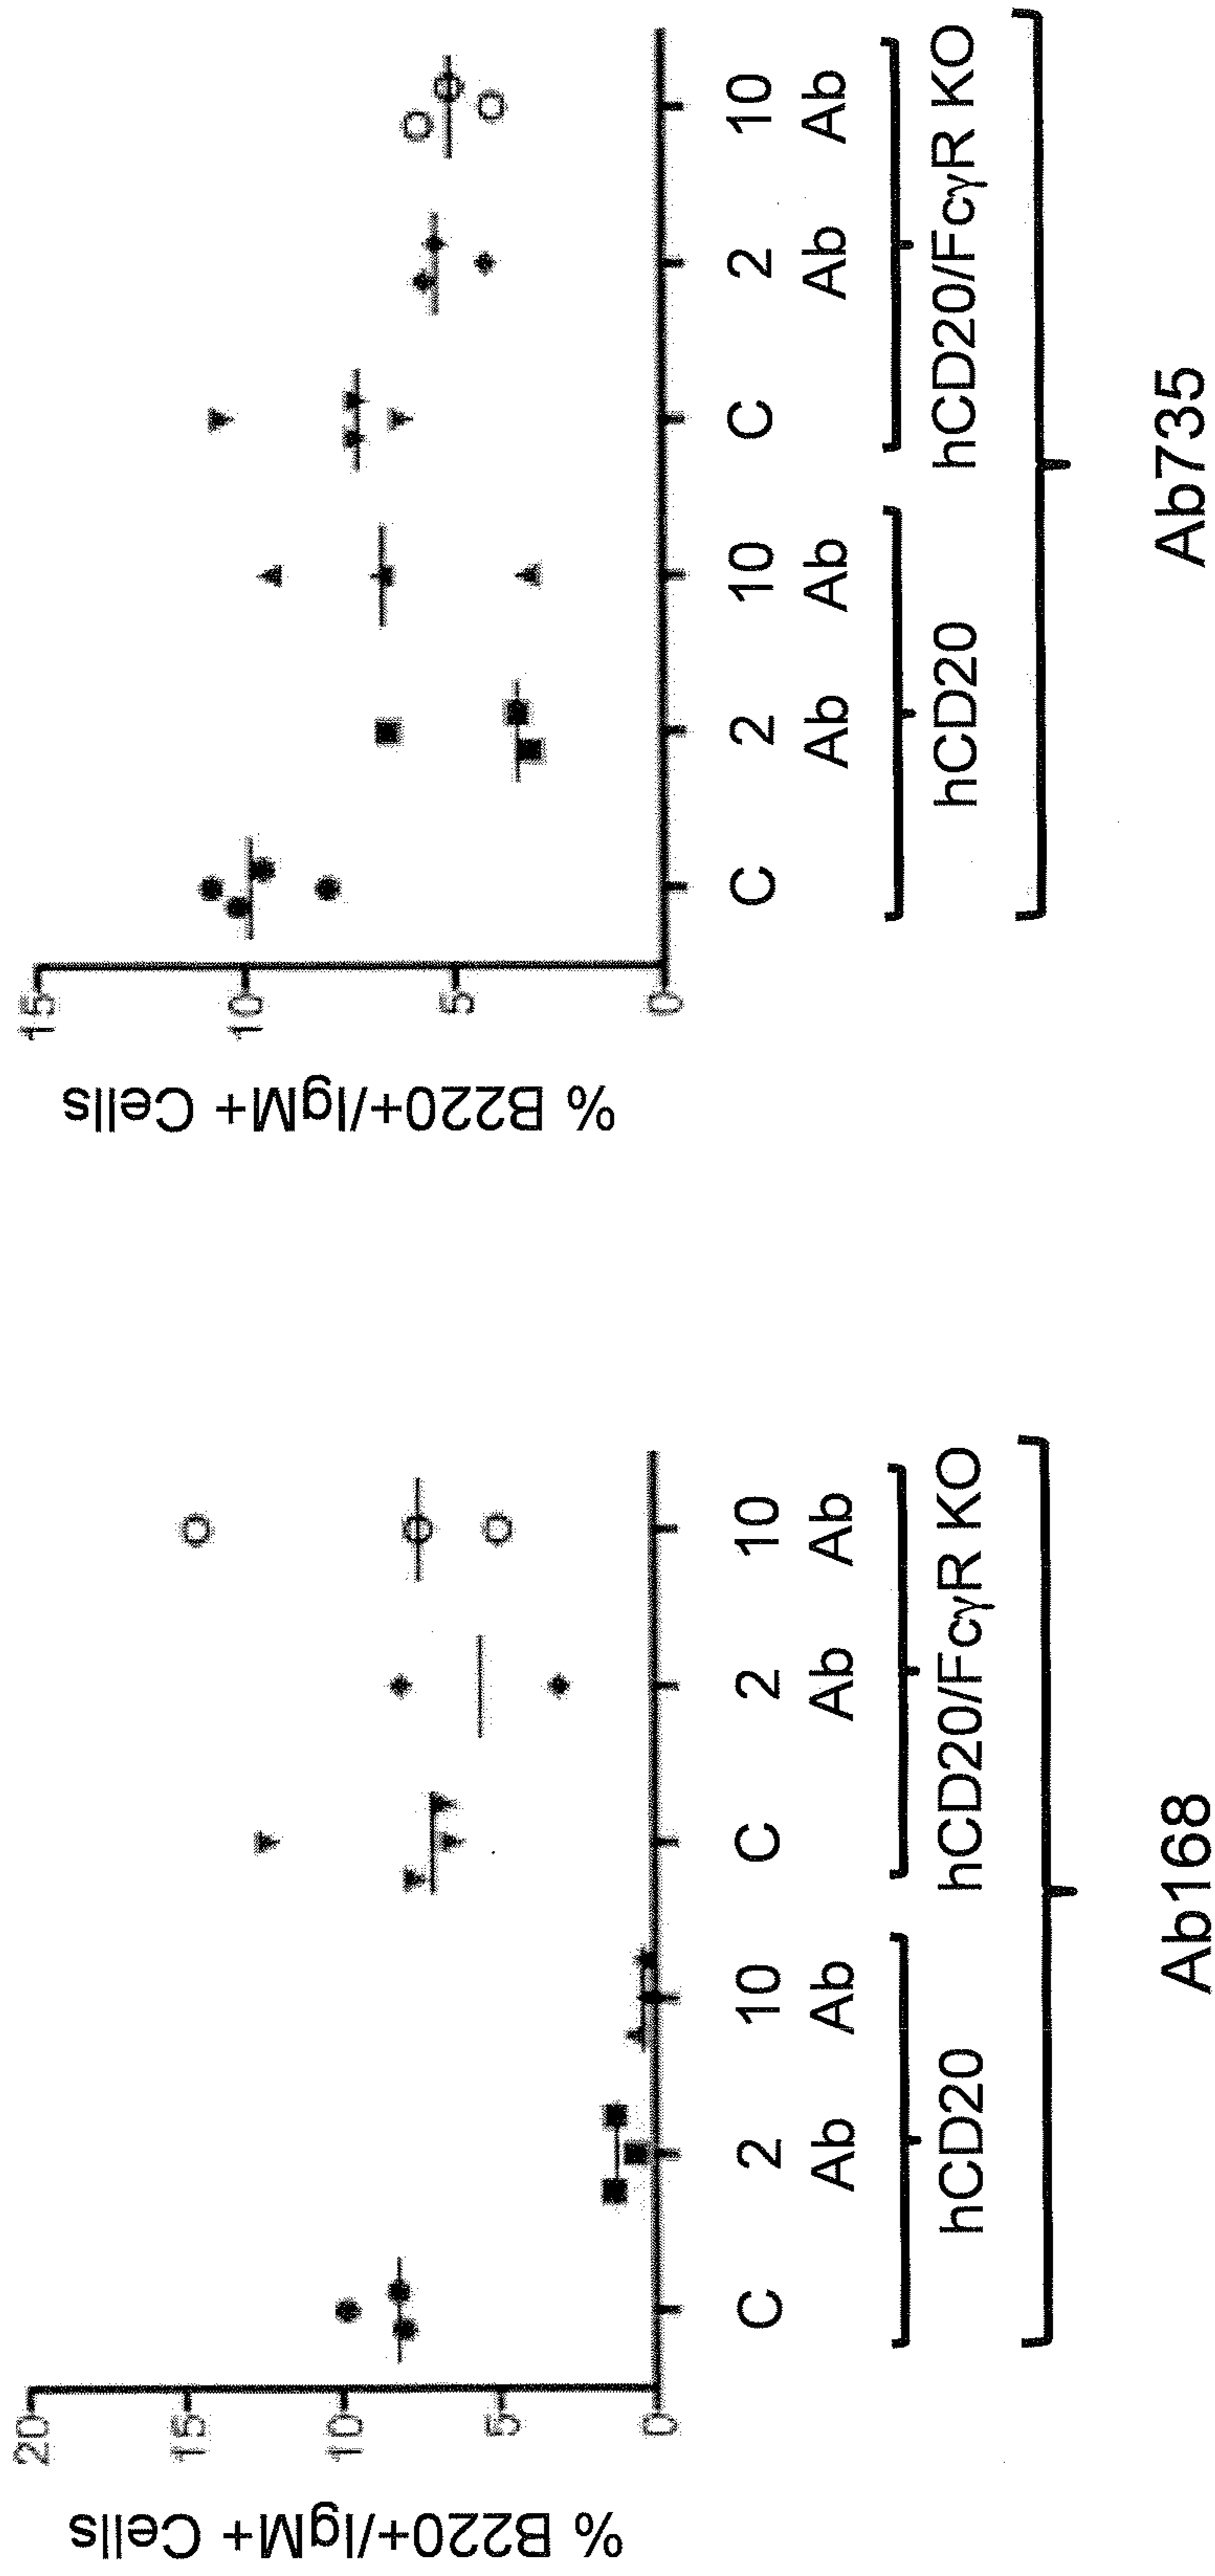 % B220+/IgM+ Cells
20
15
10
5
0
C 2 10 C 2 10
Ab Ab Ab Ab
hCD20 hCD20/FcγR KO
Ab168
% B220+/IgM+ Cells
15
10
5
0
C 2 10 C 2 10
Ab Ab Ab Ab
hCD20 hCD20/FcγR KO
Ab735